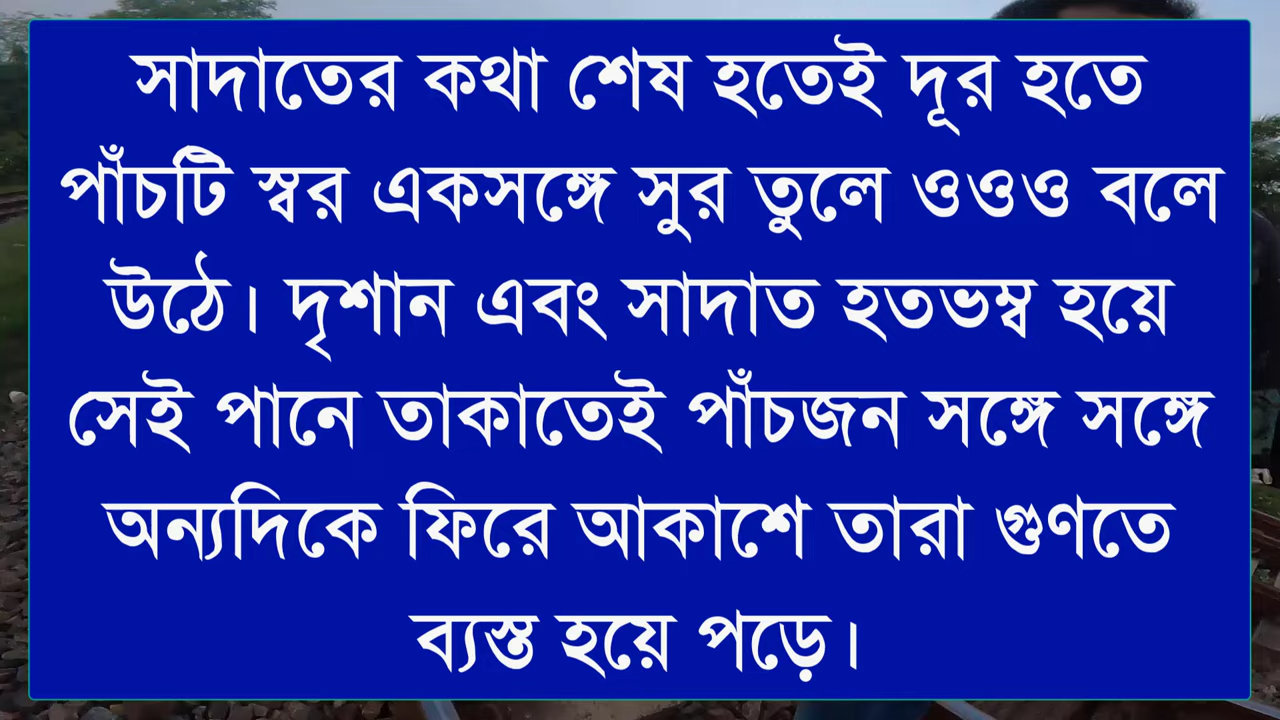 সাদাতের কথা শেষ হতেই দূর হতে
পাঁচটি স্বর একসঙ্গে সুর তুলে ওওও বলে
উঠে। দৃশান এবং সাদাত হতভম্ব হয়ে
সেই পানে তাকাতেই পাঁচজন সঙ্গে সঙ্গে
অন্যদিকে ফিরে আকাশে তারা গুণতে
ব্যস্ত হয়ে পড়ে।